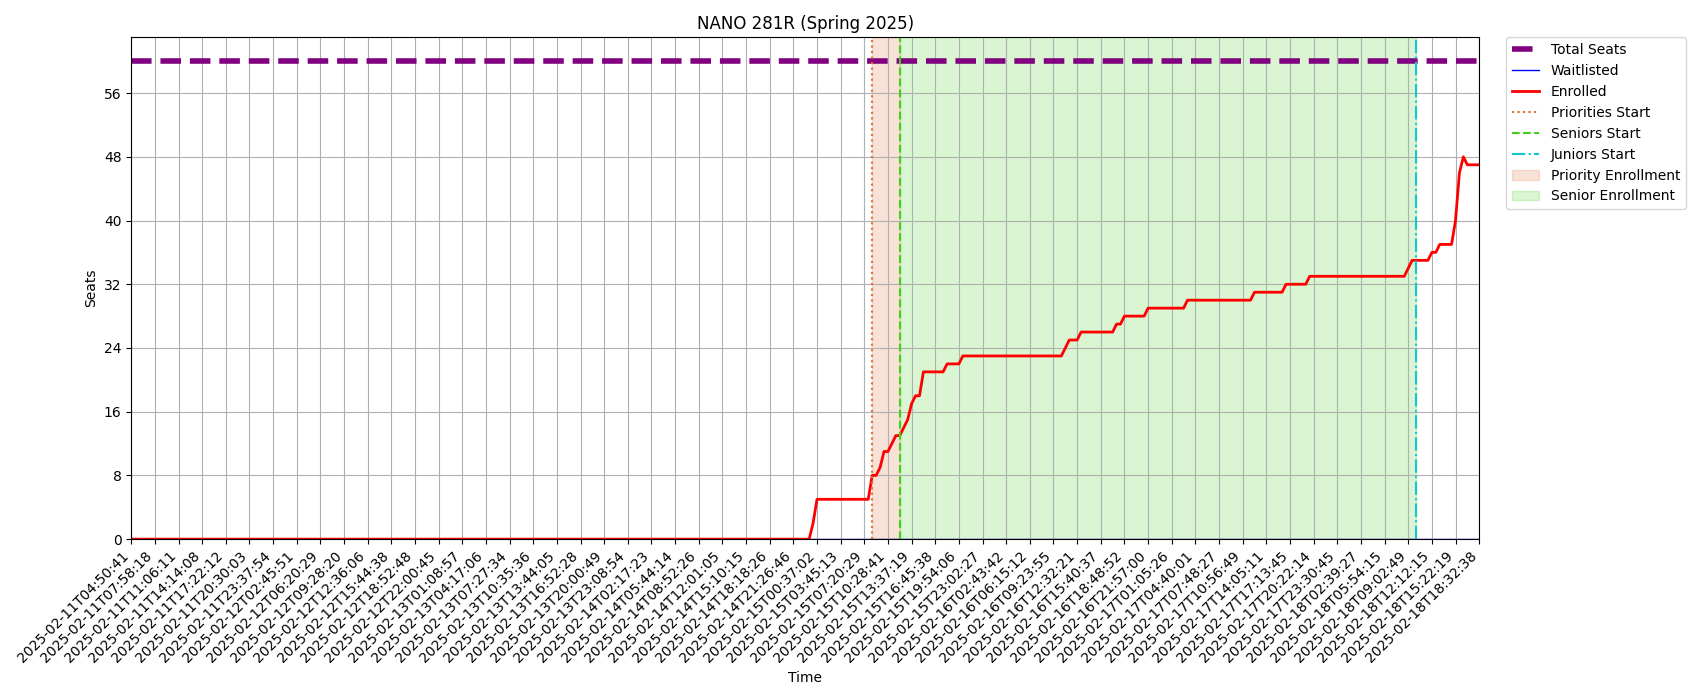 NANO 281R (Spring 2025)
Total Seats
Waitlisted
Enrolled
Priorities Start
Seniors Start
Juniors Start
Priority Enrollment
Senior Enrollment
Seats
56
48
40
32
24
16
8
0
2025-02-11T04:50:41
2025-02-11T07:58:18
2025-02-11T11:06:11
2025-02-11T14:14:08
2025-02-11T17:22:12
2025-02-11T20:30:03
2025-02-11T23:37:54
2025-02-12T02:45:51
2025-02-12T06:20:29
2025-02-12T09:28:20
2025-02-12T12:36:06
2025-02-12T15:44:38
2025-02-12T18:52:48
2025-02-12T22:00:45
2025-02-13T01:08:57
2025-02-13T04:17:06
2025-02-13T07:27:34
2025-02-13T10:35:36
2025-02-13T13:44:05
2025-02-13T16:52:28
2025-02-13T20:00:49
2025-02-13T23:08:54
2025-02-14T02:17:23
2025-02-14T05:44:14
2025-02-14T08:52:26
2025-02-14T12:01:05
2025-02-14T15:10:15
2025-02-14T18:18:26
2025-02-14T21:26:46
2025-02-15T00:37:02
2025-02-15T03:45:13
2025-02-15T07:20:29
2025-02-15T10:28:41
2025-02-15T13:37:19
2025-02-15T16:45:38
2025-02-15T19:54:06
2025-02-15T23:02:27
2025-02-16T02:43:42
2025-02-16T06:15:12
2025-02-16T09:23:55
2025-02-16T12:32:21
2025-02-16T15:40:37
2025-02-16T18:48:52
2025-02-16T21:57:00
2025-02-17T01:05:26
2025-02-17T04:40:01
2025-02-17T07:48:27
2025-02-17T10:56:49
2025-02-17T14:05:11
2025-02-17T17:13:45
2025-02-17T20:22:14
2025-02-17T23:30:45
2025-02-18T02:39:27
2025-02-18T05:54:15
2025-02-18T09:02:49
2025-02-18T12:12:15
2025-02-18T15:22:19
2025-02-18T18:32:38
Time